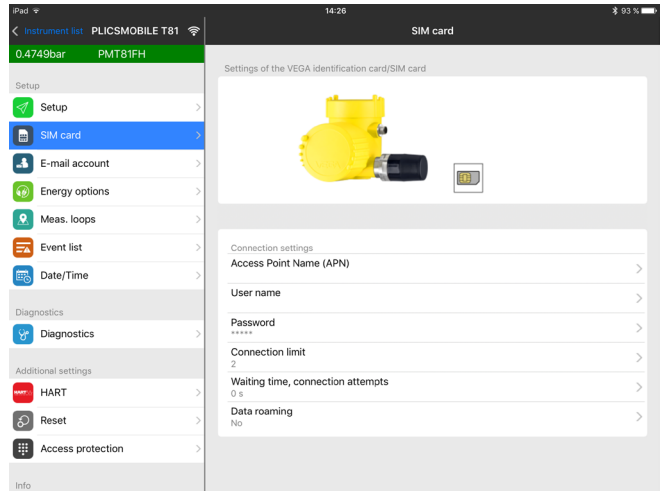 iPad 14:26 93 %
Instrument list PLICSMOBILE T81 SIM card
0.4749bar PMT81FH
Setup
Setup
SIM card
E-mail account
Energy options
Meas. loops
Event list
Date/Time
Diagnostics
Diagnostics
Additional settings
HART
HART
Reset
Access protection
Info
Settings of the VEGA identification card/SIM card
Connection settings
Access Point Name (APN)
User name
Password
*****
Connection limit
2
Waiting time, connection attempts
0 s
Data roaming
No